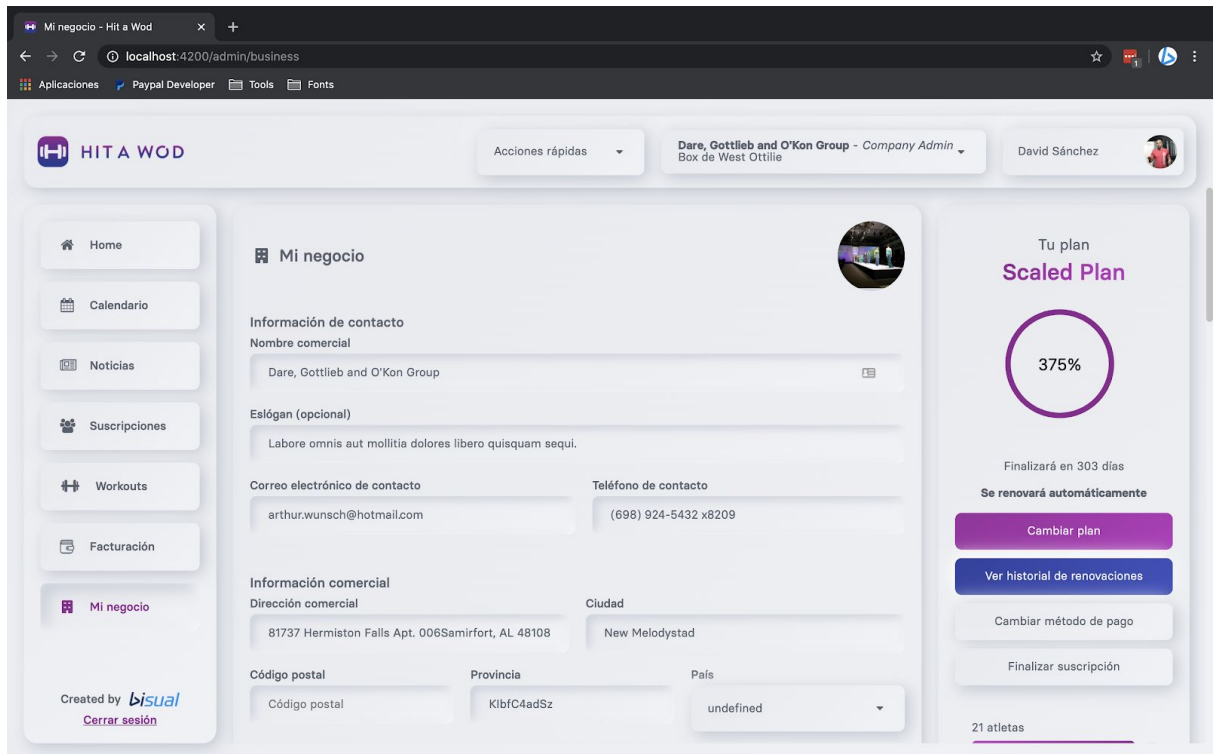 Mi negocio - Hit a Wod
localhost:4200/admin/business
1
Aplicaciones Paypal Developer Tools Fonts
HIT A WOD
Acciones rápidas
Dare, Gottlieb and O'Kon Group - Company Admin
Box de West Ottilie
David Sánchez
Home
Calendario
Noticias
Suscripciones
Workouts
Facturación
Mi negocio
Created by bisual
Cerrar sesión
Mi negocio
Información de contacto
Nombre comercial
Dare, Gottlieb and O'Kon Group
Eslógan (opcional)
Labore omnis aut mollitia dolores libero quisquam sequi.
Correo electrónico de contacto Teléfono de contacto
arthur.wunsch@hotmail.com (698) 924-5432 x8209
Información comercial
Dirección comercial Ciudad
81737 Hermiston Falls Apt. 006Samirfort, AL 48108 New Melodystad
Código postal Provincia País
Código postal KlbfC4adSz undefined
Tu plan
Scaled Plan
375%
Finalizará en 303 días
Se renovará automáticamente
Cambiar plan
Ver historial de renovaciones
Cambiar método de pago
Finalizar suscripción
21 atletas